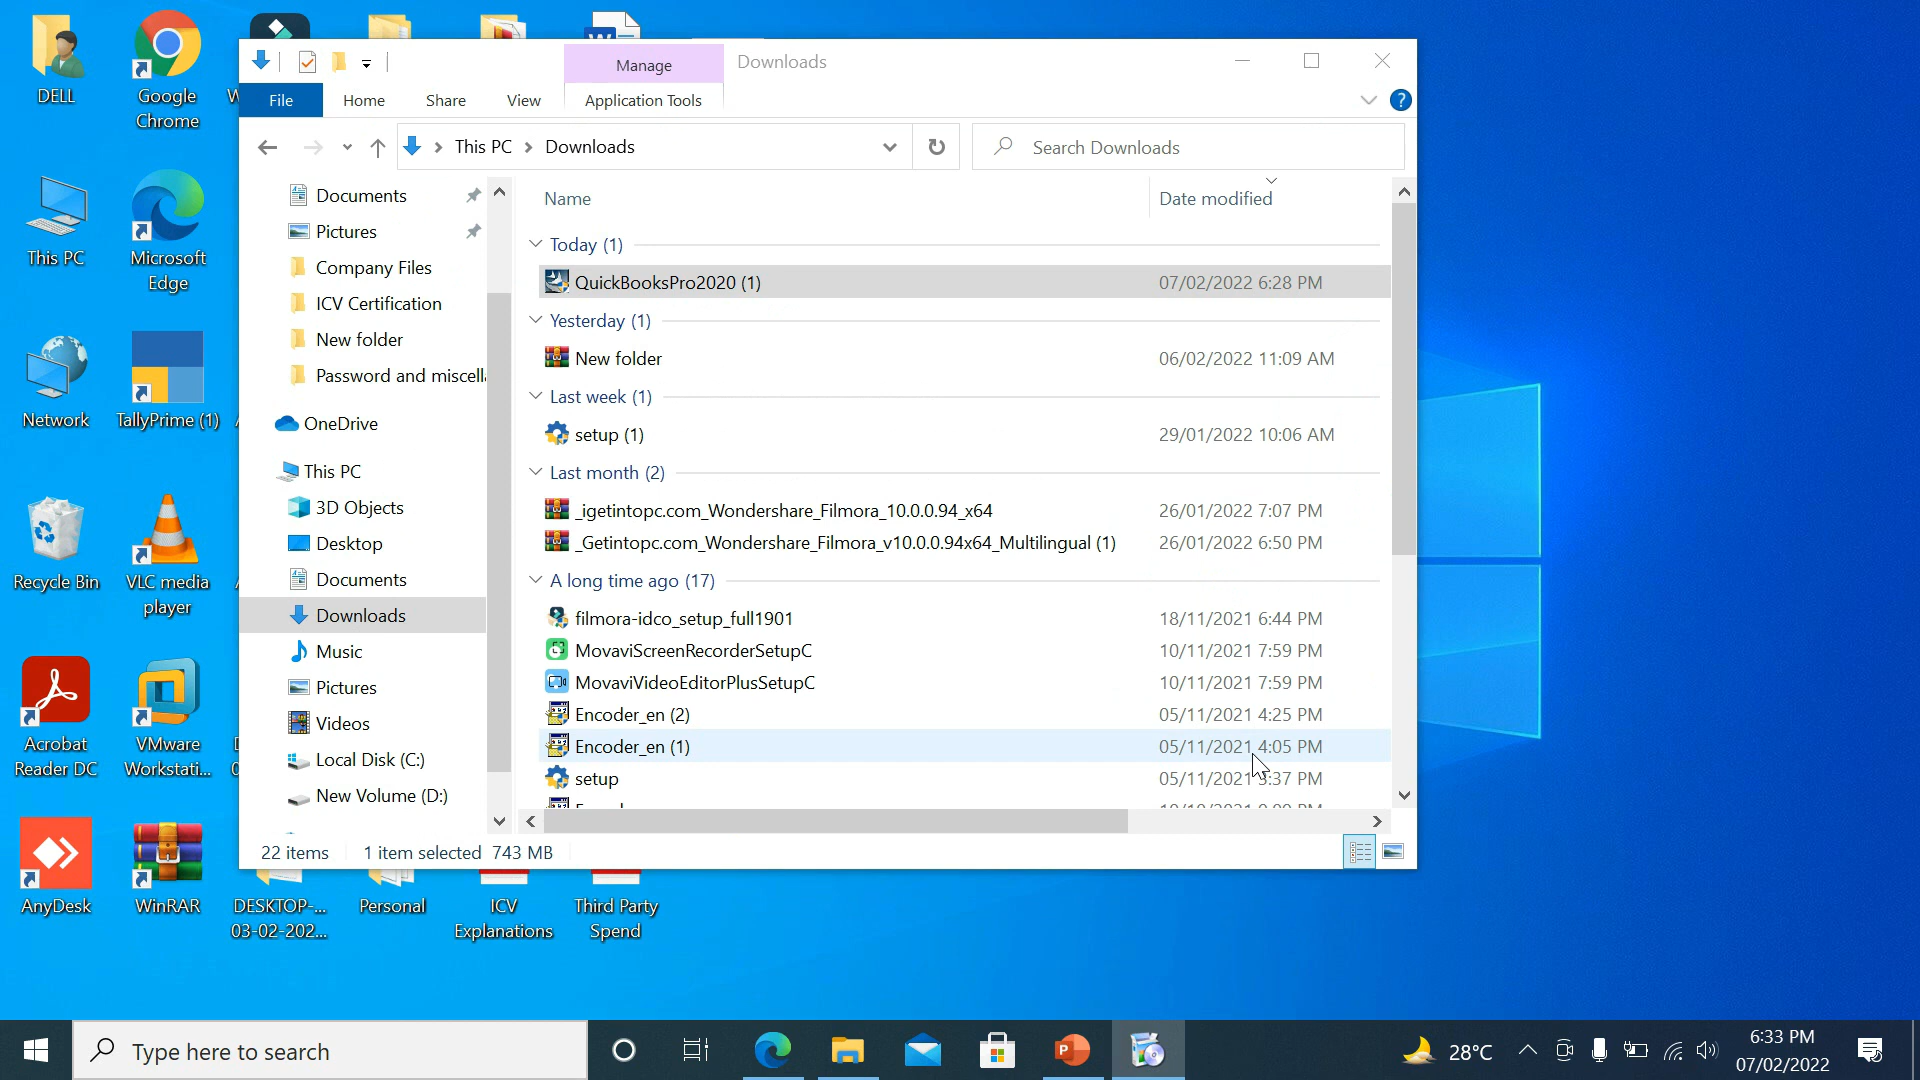 DELL
Google
Chrome
This PC
Microsoft
Edge
Network
TallyPrime (1)
Recycle Bin
VLC media
player
Acrobat
Reader DC
VMware
Workstati...
AnyDesk
WinRAR
DESKTOP-...
03-02-202...
Personal
ICV
Explanations
Third Party
Spend
Manage
Downloads
File
Home
Share
View
Application Tools
This PC
Downloads
Search Downloads
Documents
Pictures
Company Files
ICV Certification
New folder
Password and miscell
OneDrive
This PC
3D Objects
Desktop
Documents
Downloads
Music
Pictures
Videos
Local Disk (C:)
New Volume (D:)
Name
Date modified
Today (1)
QuickBooksPro2020 (1) 07/02/2022 6:28 PM
Yesterday (1)
New folder 06/02/2022 11:09 AM
Last week (1)
setup (1) 29/01/2022 10:06 AM
Last month (2)
_igetintopc.com_Wondershare_Filmora_10.0.0.94_x64 26/01/2022 7:07 PM
_Getintopc.com_Wondershare_Filmora_v10.0.0.94x64_Multilingual (1) 26/01/2022 6:50 PM
A long time ago (17)
filmora-idco_setup_full1901 18/11/2021 6:44 PM
MovaviScreenRecorderSetupC 10/11/2021 7:59 PM
MovaviVideoEditorPlusSetupC 10/11/2021 7:59 PM
Encoder_en (2) 05/11/2021 4:25 PM
Encoder_en (1) 05/11/2021 4:05 PM
setup 05/11/2021 3:37 PM
22 items
1 item selected 743 MB
Type here to search
28°C
6:33 PM
07/02/2022